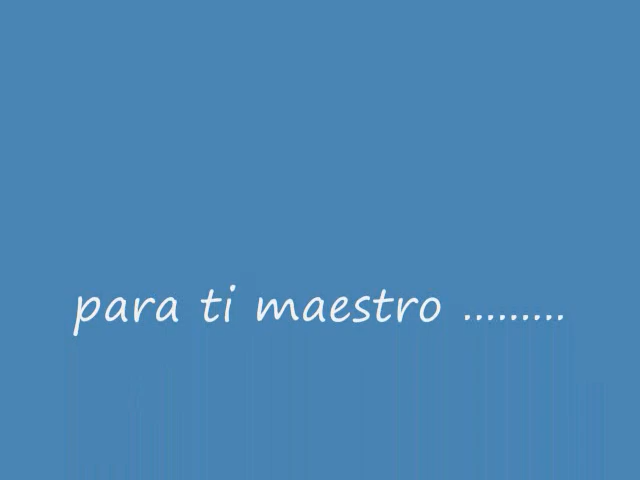 para ti maestro .........